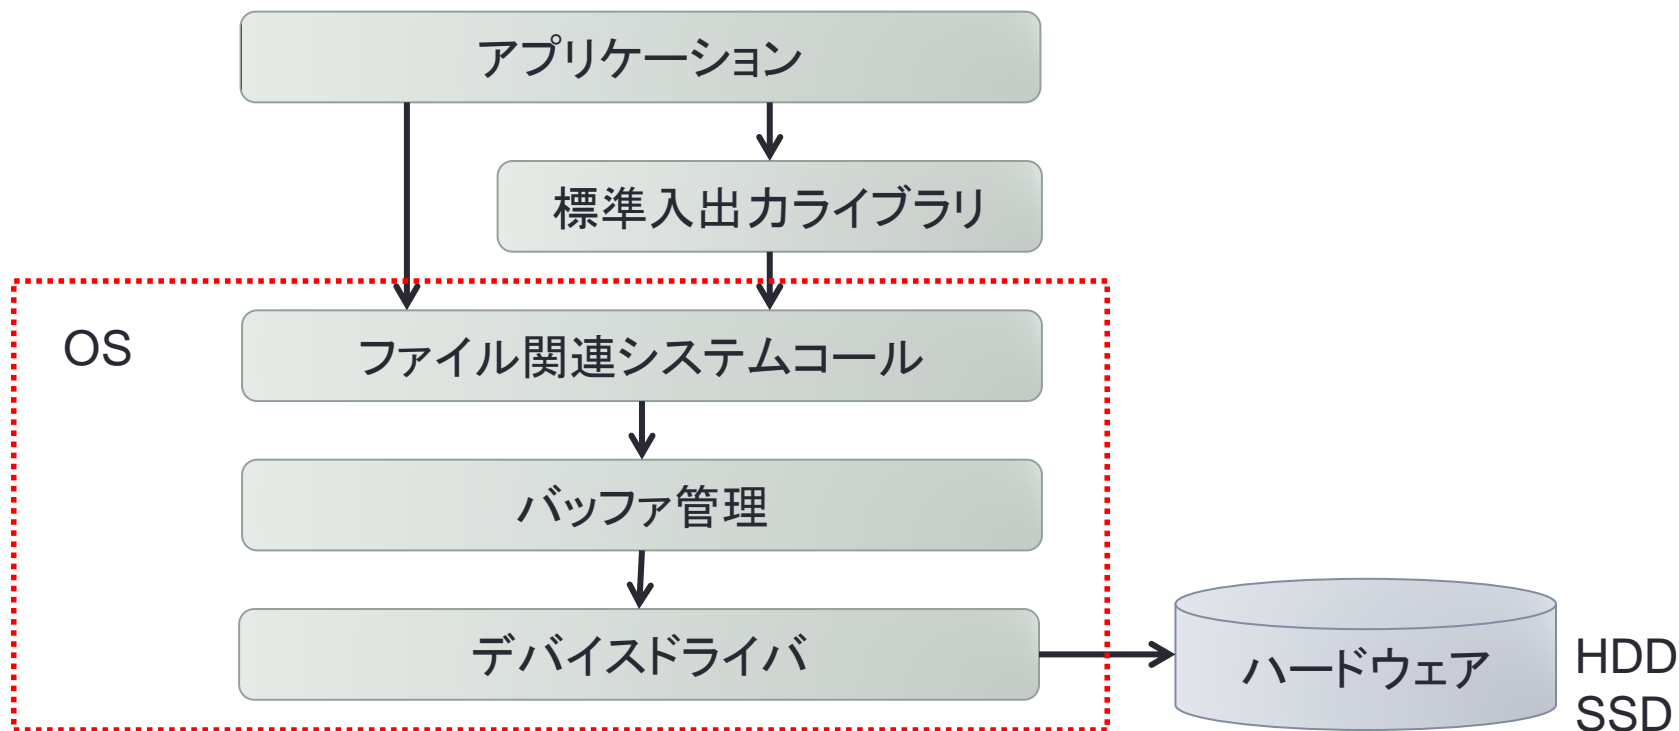 アプリケーション
標準入出力ライブラリ
OS
ファイル関連システムコール
バッファ管理
デバイスドライバ
ハードウェア
HDD
SSD